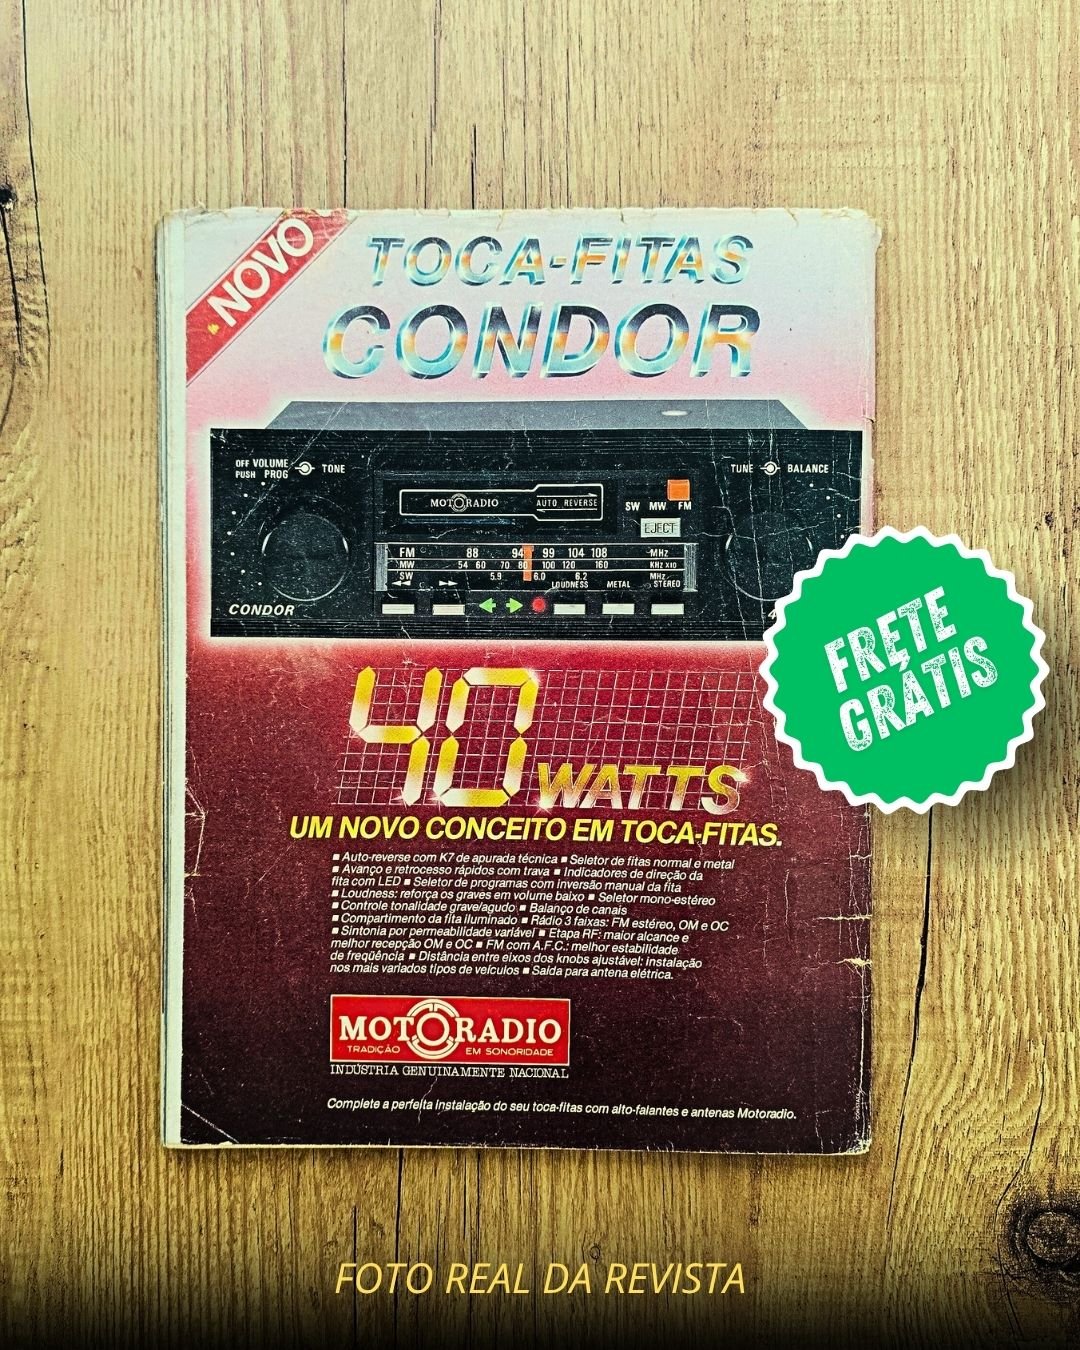 NOVO
TOCA-FITAS
CONDOR
OFF VOLUME
PUSH PROG
TONE
TUNE
BALANCE
MOTORADIO
AUTO REVERSE
SW MW FM
EJECT
FM 88 94 99 104 108 MHz
MW 54 60 70 80 100 120 160 KHz X10
SW 5.9 6.0 6.2 MHz
LOUDNESS METAL STEREO
CONDOR
40
WATTS
UM NOVO CONCEITO EM TOCA-FITAS.
■ Auto-reverse com K7 de apurada técnica ■ Seletor de fitas normal e metal
■ Avanço e retrocesso rápidos com trava ■ Indicadores de direção da
fita com LED ■ Seletor de programas com inversão manual da fita
■ Loudness: reforça os graves em volume baixo ■ Seletor mono-estéreo
■ Controle tonalidade grave/agudo ■ Balanço de canais
■ Compartimento da fita iluminado ■ Rádio 3 faixas: FM estéreo, OM e OC
■ Sintonia por permeabilidade variável ■ Etapa RF: maior alcance e
melhor recepção OM e OC ■ FM com A.F.C.: melhor estabilidade
de freqüência ■ Distância entre eixos dos knobs ajustável: instalação
nos mais variados tipos de veículos ■ Saída para antena elétrica.
MOTORADIO
TRADIÇÃO EM SONORIDADE
INDÚSTRIA GENUINAMENTE NACIONAL
Complete a perfeita instalação do seu toca-fitas com alto-falantes e antenas Motoradio.
FRETE
GRÁTIS
FOTO REAL DA REVISTA